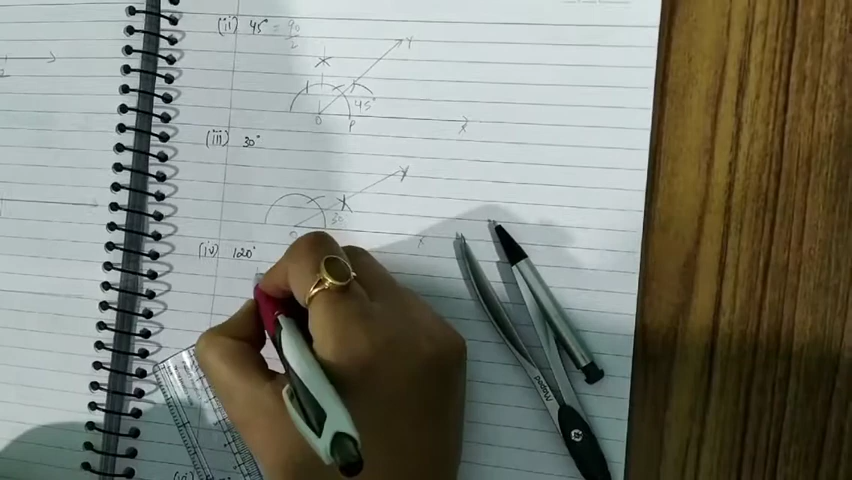 (ii) 45° = 90/2
Y
45°
O
P
X
(iii) 30°
30°
O
X
(iv) 120°